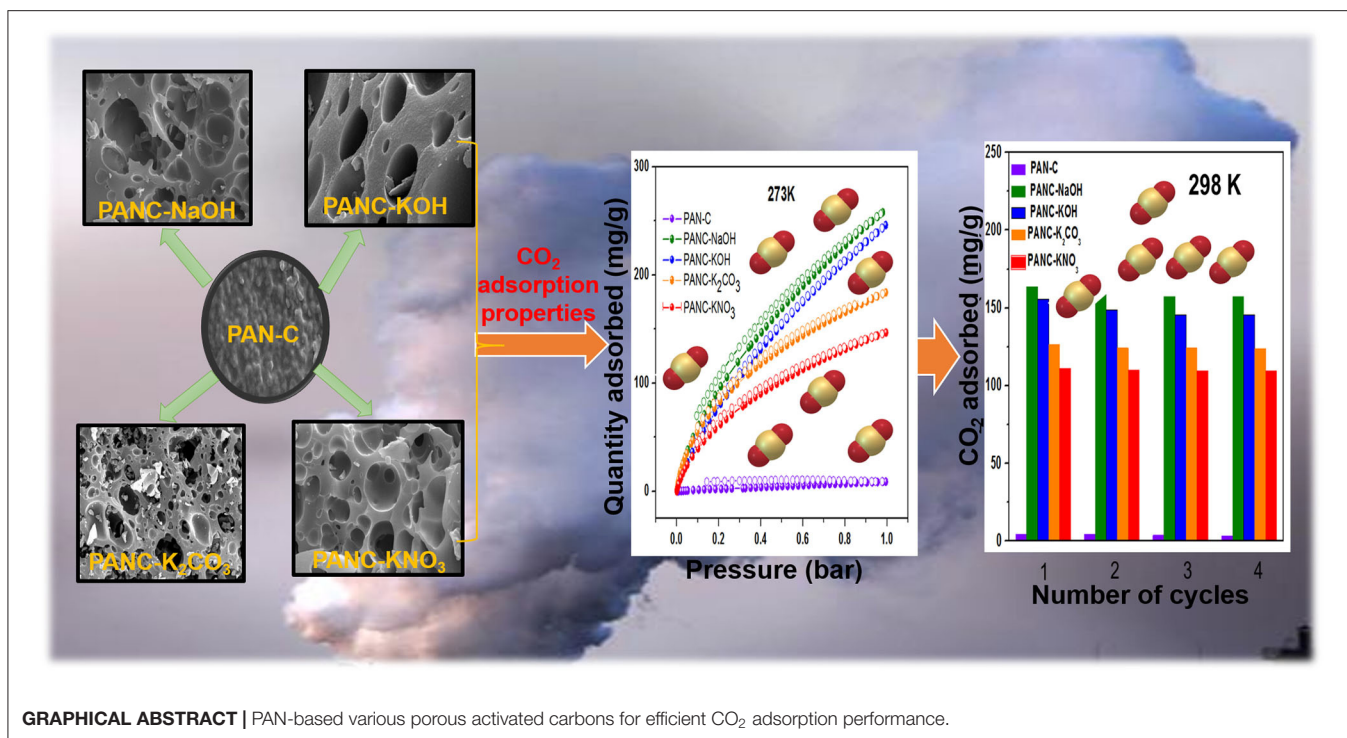 PANC-NaOH
PANC-KOH
PAN-C
PANC-K₂CO₃
PANC-KNO₃
CO₂
adsorption
properties
Quantity adsorbed (mg/g)
300
200
100
0
273K
PAN-C
PANC-NaOH
PANC-KOH
PANC-K₂CO₃
PANC-KNO₃
0.0 0.2 0.4 0.6 0.8 1.0
Pressure (bar)
CO₂ adsorbed (mg/g)
250
200
150
100
50
0
PAN-C
PANC-NaOH
PANC-KOH
PANC-K₂CO₃
PANC-KNO₃
298 K
1 2 3 4
Number of cycles
GRAPHICAL ABSTRACT | PAN-based various porous activated carbons for efficient CO₂ adsorption performance.